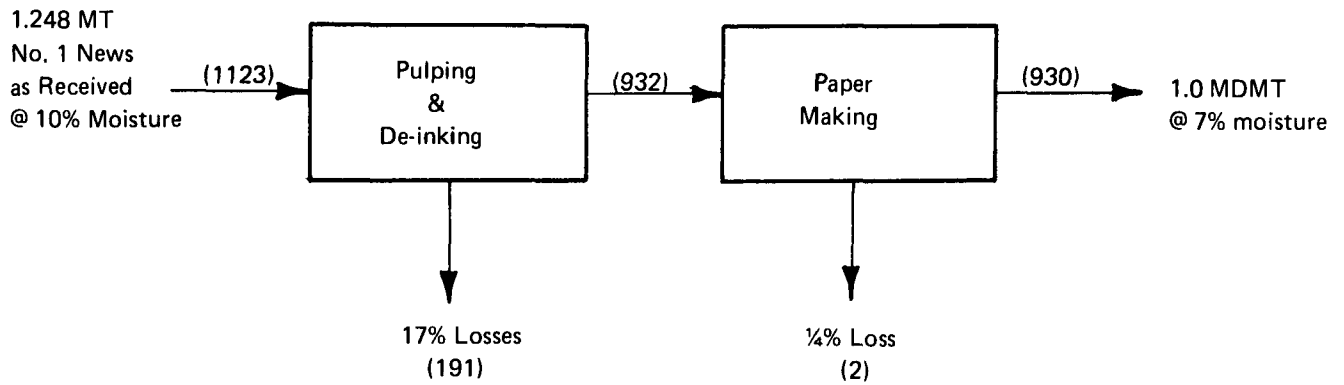 1.248 MT
No. 1 News
as Received
@ 10% Moisture
(1123)
Pulping
&
De-inking
(932)
Paper
Making
(930)
1.0 MDMT
@ 7% moisture
17% Losses
(191)
¼% Loss
(2)